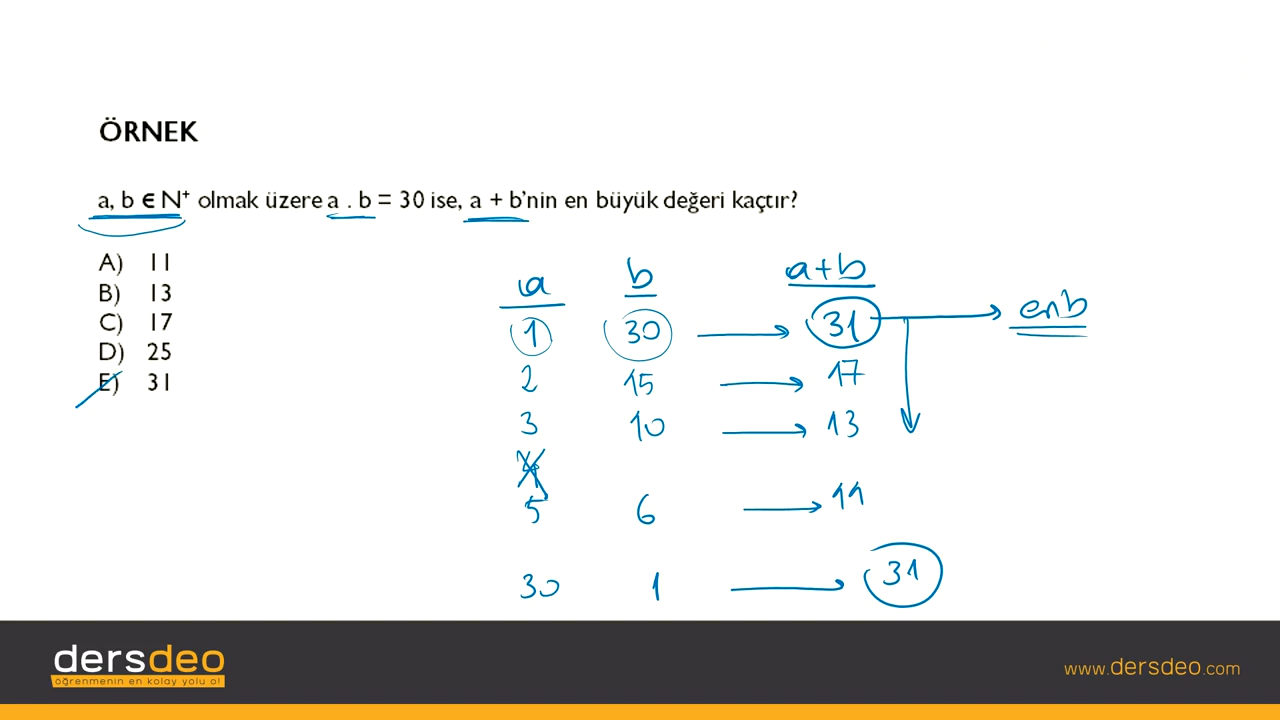 ÖRNEK
a, b ∈ N⁺ olmak üzere a . b = 30 ise, a + b'nin en büyük değeri kaçtır?
A) 11
B) 13
C) 17
D) 25
E) 31
a b a+b
1 30 31 enb
2 15 17
3 10 13
4
5 6 11
30 1 31
dersdeo
öğrenmenin en kolay yolu o!
www.dersdeo.com